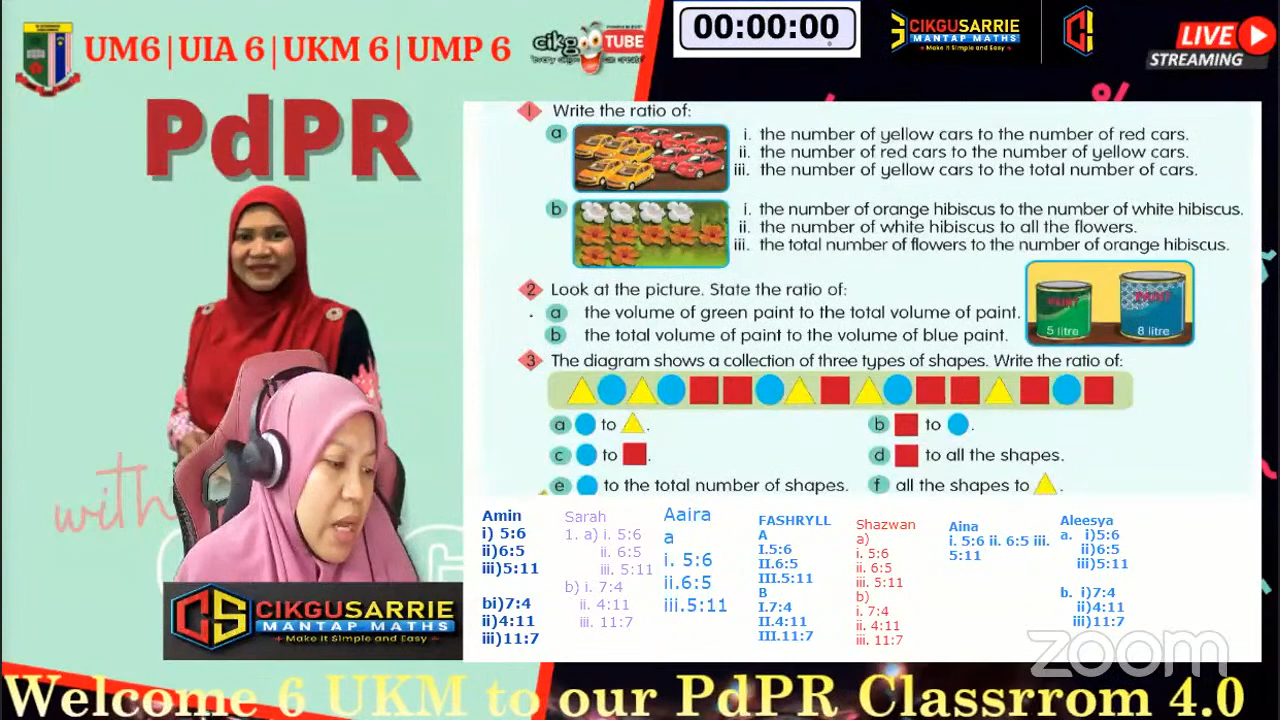 UM6|UIA6|UKM 6|UMP 6
cikgooTUBE
00:00:00
CIKGUSARRIE
MANTAP MATHS
Make It Simple and Easy
LIVE
STREAMING
PdPR
with
1 Write the ratio of:
a i. the number of yellow cars to the number of red cars.
ii. the number of red cars to the number of yellow cars.
iii. the number of yellow cars to the total number of cars.
b i. the number of orange hibiscus to the number of white hibiscus.
ii. the number of white hibiscus to all the flowers.
iii. the total number of flowers to the number of orange hibiscus.
2 Look at the picture. State the ratio of:
a the volume of green paint to the total volume of paint.
b the total volume of paint to the volume of blue paint.
PAINT
5 litre
PAINT
8 litre
3 The diagram shows a collection of three types of shapes. Write the ratio of:
a to .
b to .
c to .
d to all the shapes.
e to the total number of shapes.
f all the shapes to .
Amin
i) 5:6
ii)6:5
iii)5:11
bi)7:4
ii)4:11
iii)11:7
Sarah
1. a) i. 5:6
ii. 6:5
iii. 5:11
b) i. 7:4
ii. 4:11
iii. 11:7
Aaira
a
i. 5:6
ii.6:5
iii.5:11
FASHRYLL
A
I.5:6
II.6:5
III.5:11
B
I.7:4
II.4:11
III.11:7
Shazwan
a)
i. 5:6
ii. 6:5
iii. 5:11
b)
i. 7:4
ii. 4:11
iii. 11:7
Aina
i. 5:6 ii. 6:5 iii.
5:11
Aleesya
a. i)5:6
ii)6:5
iii)5:11
b. i)7:4
ii)4:11
iii)11:7
CIKGUSARRIE
MANTAP MATHS
Make It Simple and Easy
zoom
Welcome 6 UKM to our PdPR Classrrom 4.0